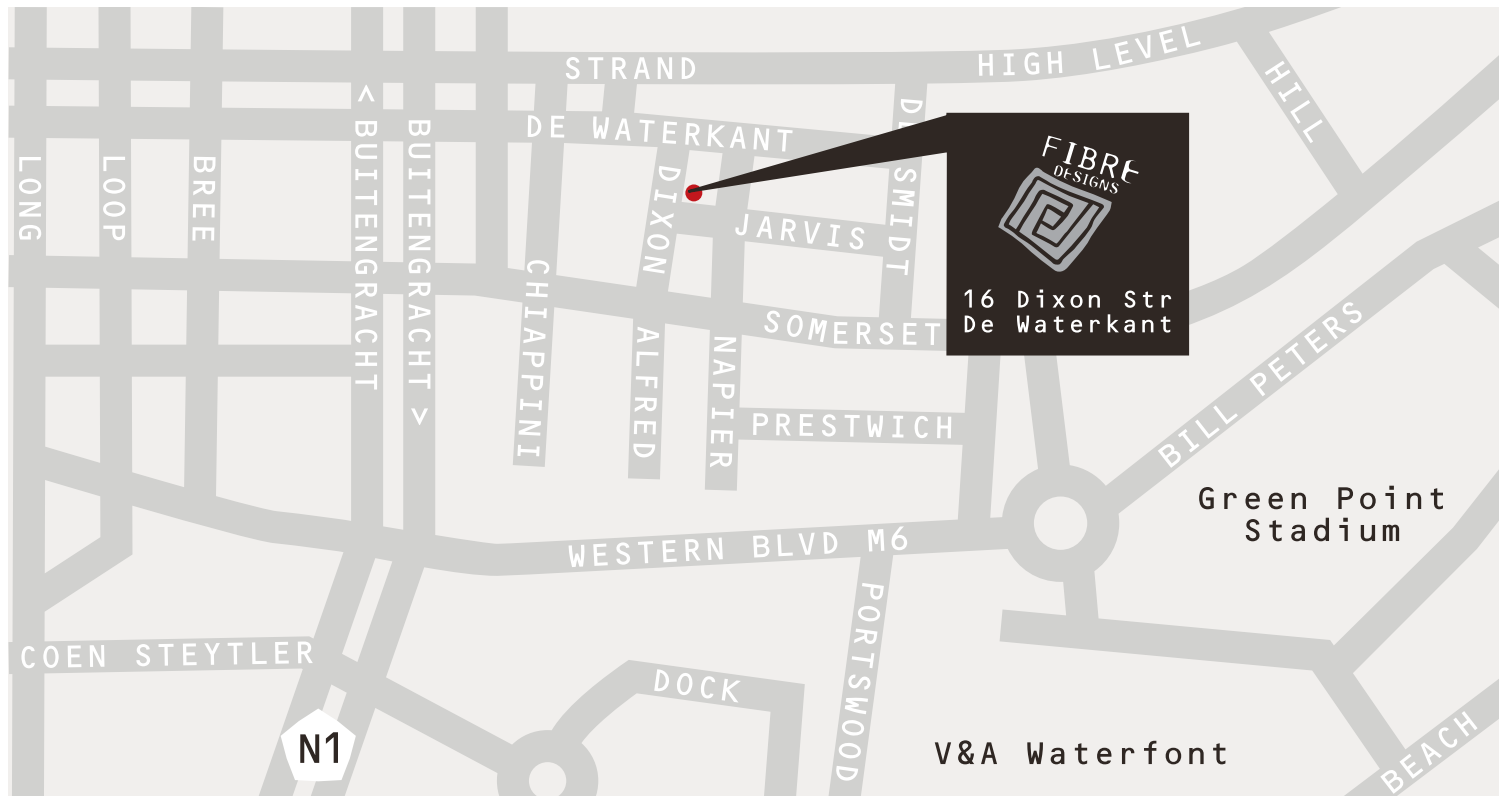 STRAND
HIGH LEVEL
HILL
DE WATERKANT
DE SMIDT
< BUITENGRACHT
BUITENGRACHT >
LONG
LOOP
BREE
DIXON
JARVIS
CHIAPPINI
FIBRE
DESIGNS
16 Dixon Str
De Waterkant
SOMERSET
ALFRED
NAPIER
PRESTWICH
BILL PETERS
Green Point
Stadium
WESTERN BLVD M6
PORTSWOOD
COEN STEYTLER
DOCK
N1
V&A Waterfont
BEACH